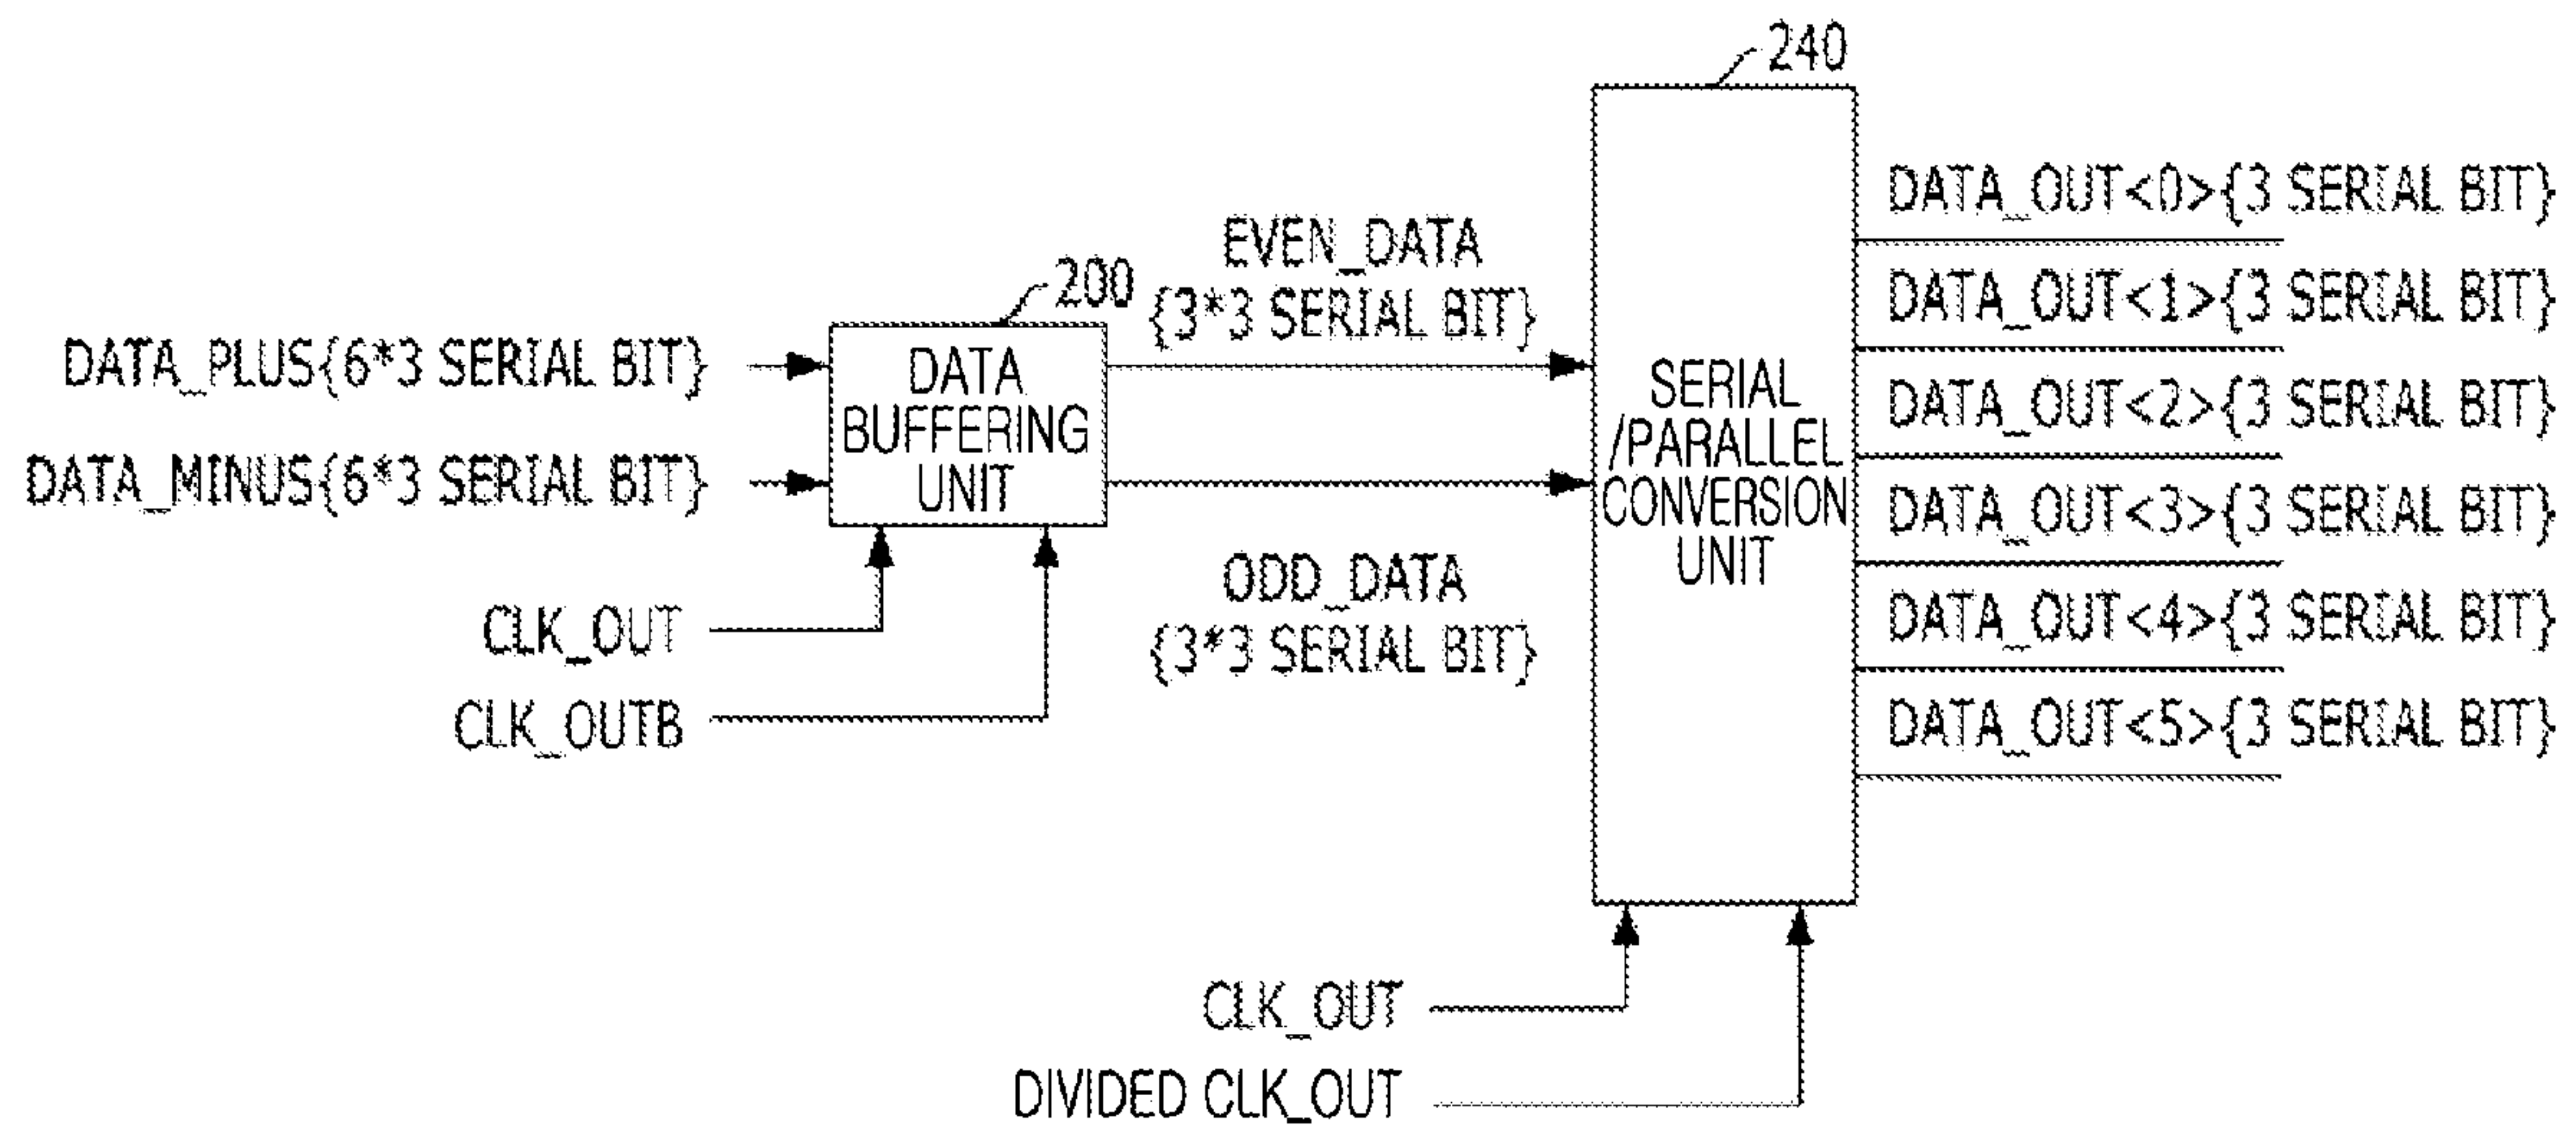 240
DATA_OUT<0>{3 SERIAL BIT}
EVEN_DATA
{3*3 SERIAL BIT}
200
DATA_OUT<1>{3 SERIAL BIT}
DATA_PLUS{6*3 SERIAL BIT}
DATA
BUFFERING
UNIT
SERIAL
/PARALLEL
CONVERSION
UNIT
DATA_OUT<2>{3 SERIAL BIT}
DATA_MINUS{6*3 SERIAL BIT}
DATA_OUT<3>{3 SERIAL BIT}
CLK_OUT
ODD_DATA
{3*3 SERIAL BIT}
DATA_OUT<4>{3 SERIAL BIT}
CLK_OUTB
DATA_OUT<5>{3 SERIAL BIT}
CLK_OUT
DIVIDED CLK_OUT